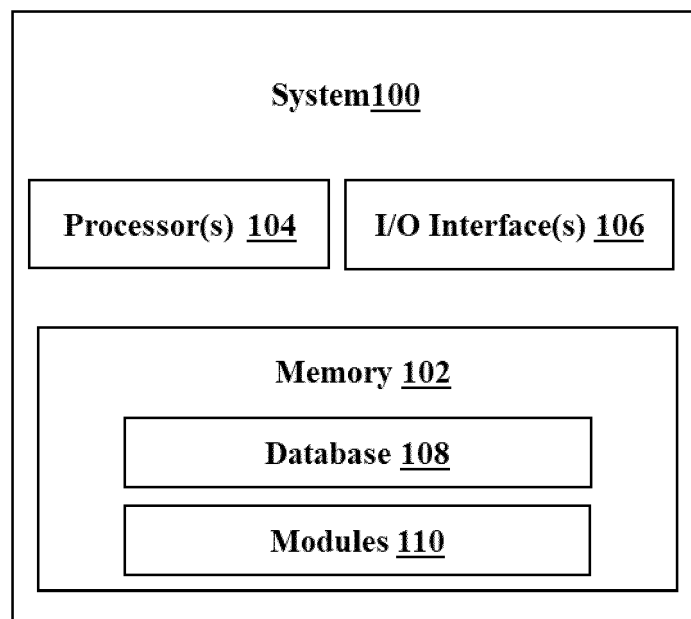 System100
Processor(s) 104
I/O Interface(s) 106
Memory 102
Database 108
Modules 110